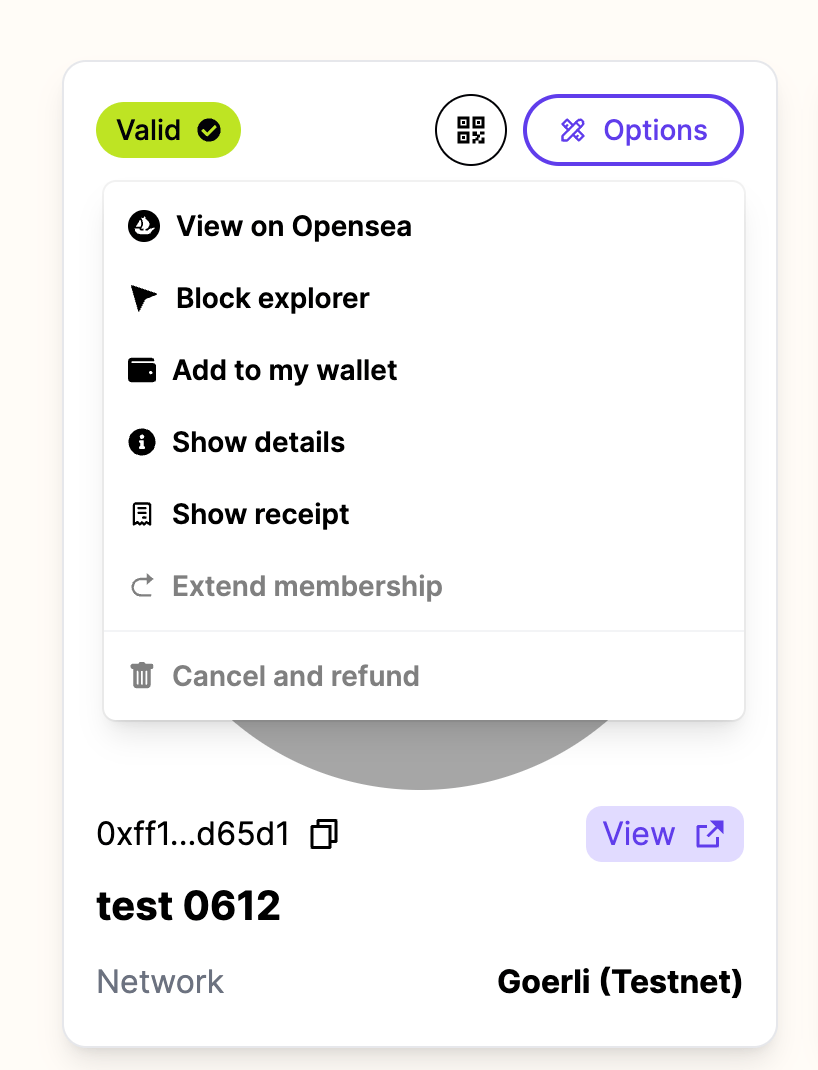 Valid
Options
View on Opensea
Block explorer
Add to my wallet
Show details
Show receipt
Extend membership
Cancel and refund
0xff1...d65d1
View
test 0612
Network
Goerli (Testnet)